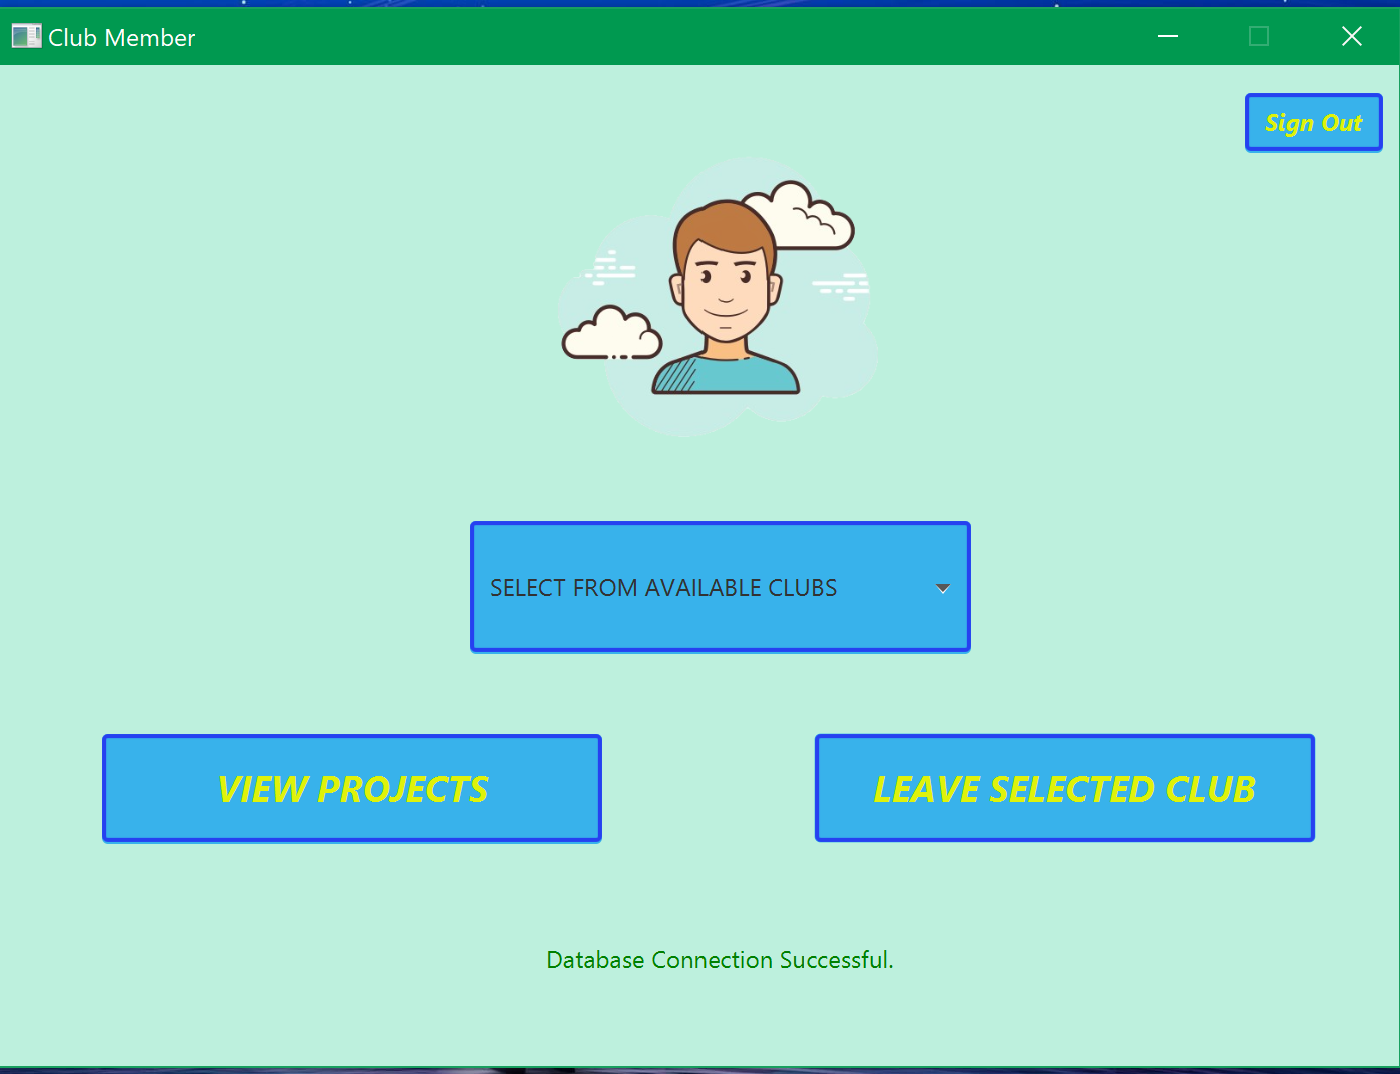 Club Member
Sign Out
SELECT FROM AVAILABLE CLUBS
VIEW PROJECTS
LEAVE SELECTED CLUB
Database Connection Successful.